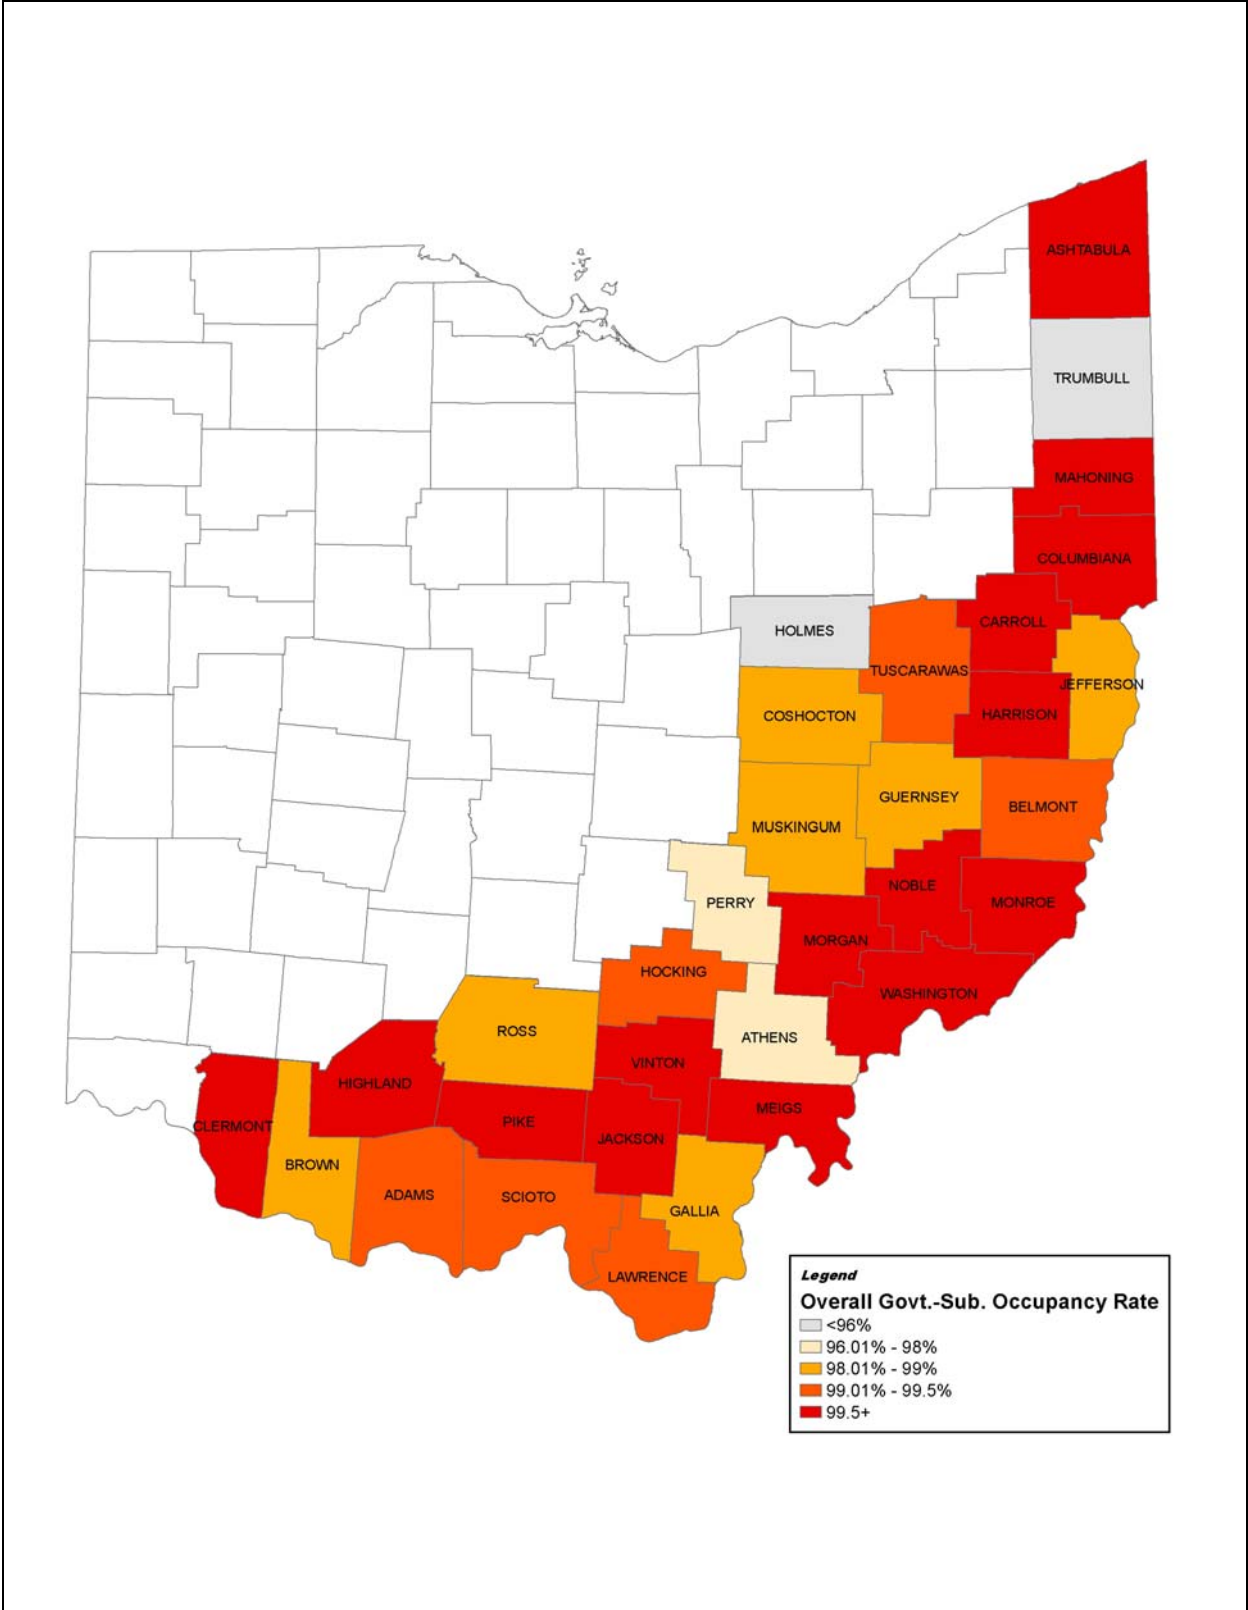 ASHTABULA
TRUMBULL
MAHONING
COLUMBIANA
CARROLL
HOLMES
TUSCARAWAS
JEFFERSON
COSHOCTON
HARRISON
GUERNSEY
BELMONT
MUSKINGUM
NOBLE
PERRY
MONROE
MORGAN
HOCKING
WASHINGTON
ROSS
ATHENS
VINTON
HIGHLAND
MEIGS
PIKE
CLERMONT
JACKSON
BROWN
ADAMS
SCIOTO
GALLIA
LAWRENCE
Legend
Overall Govt.-Sub. Occupancy Rate
<96%
96.01% - 98%
98.01% - 99%
99.01% - 99.5%
99.5+